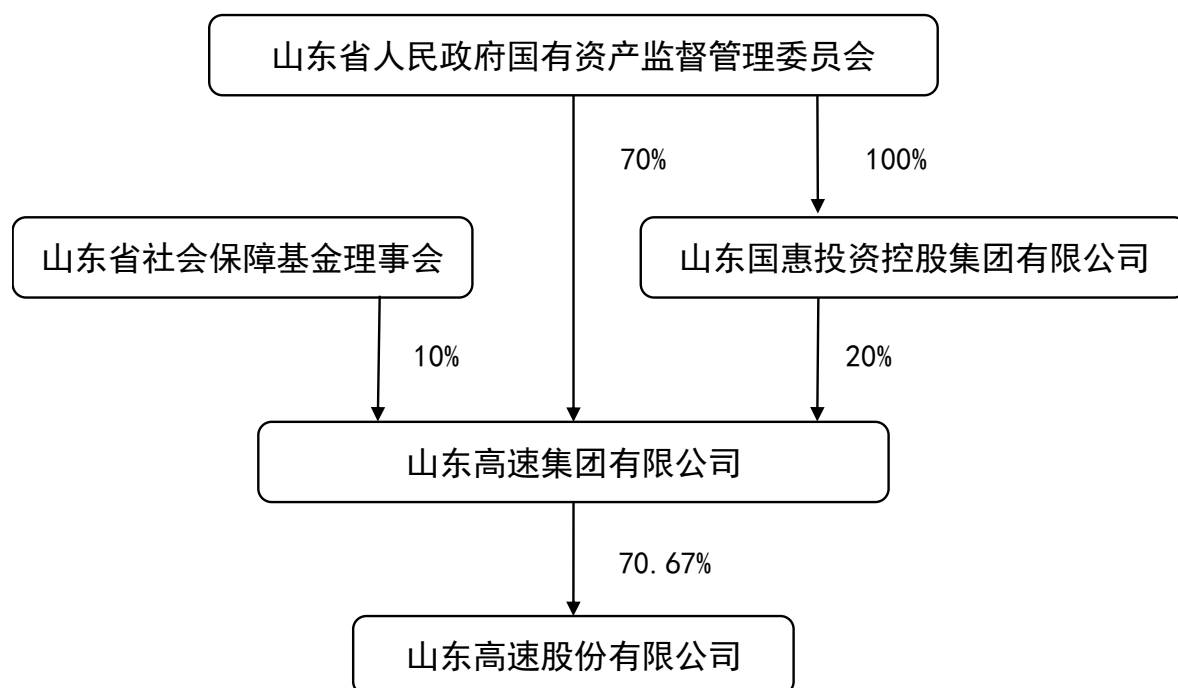 山东省人民政府国有资产监督管理委员会
70%
100%
山东省社会保障基金理事会
山东国惠投资控股集团有限公司
10%
20%
山东高速集团有限公司
70.67%
山东高速股份有限公司